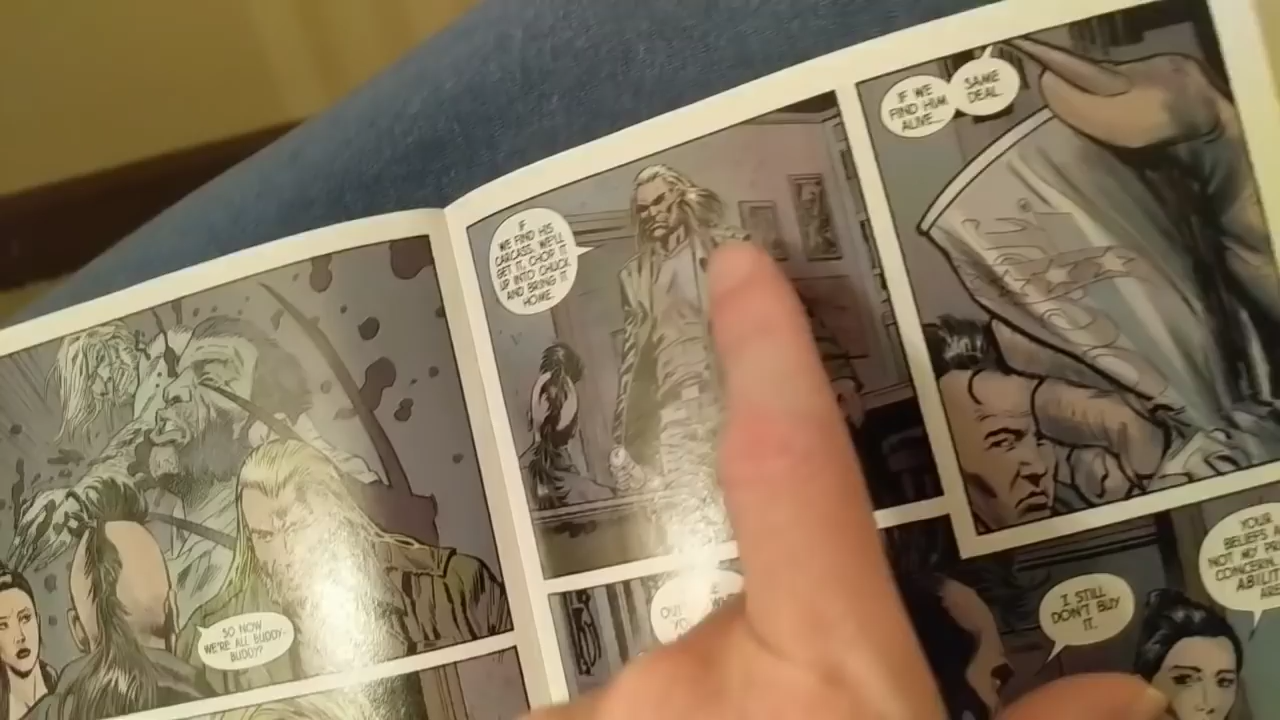 SO NOW
WE'RE ALL BUDDY-
BUDDY?
IF
WE FIND HIS
CARCASS, WE'LL
GET IT, CHOP IT
UP INTO CHUCK
AND BRING IT
HOME.
IF WE
FIND HIM
ALIVE...
SAME
DEAL.
I STILL
DON'T BUY
IT.
YOUR
BELIEFS
NOT MY
CONCERN.